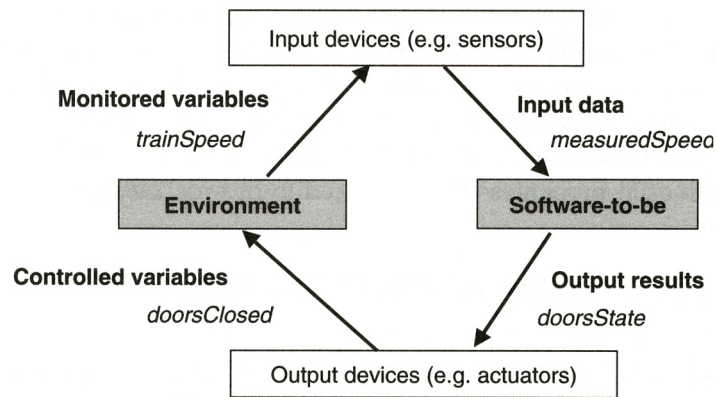 Input devices (e.g. sensors)
Monitored variables
trainSpeed
Input data
measuredSpeed
Environment
Software-to-be
Controlled variables
doorsClosed
Output results
doorsState
Output devices (e.g. actuators)